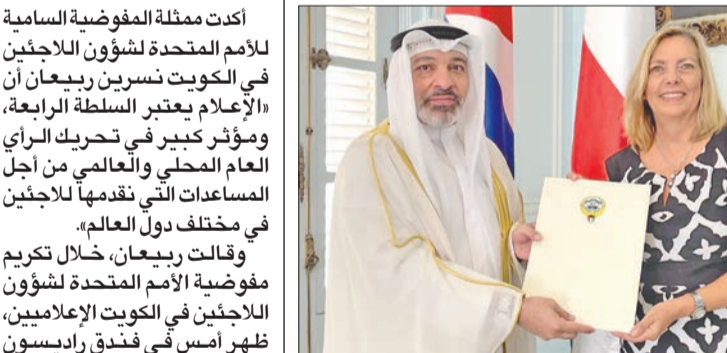 أكدت ممثلة المفوضية السامية
للأمم المتحدة لشؤون اللاجئين
في الكويت نسرين ربيعان أن
«الإعلام يعتبر السلطة الرابعة،
ومؤثر كبير في تحريك الرأي
العام المحلي والعالمي من أجل
المساعدات التي نقدمها للاجئين
في مختلف دول العالم».
وقالت ربيعان، خلال تكريم
مفوضية الأمم المتحدة لشؤون
اللاجئين في الكويت الإعلاميين،
ظهر أمس في فندق راديسون